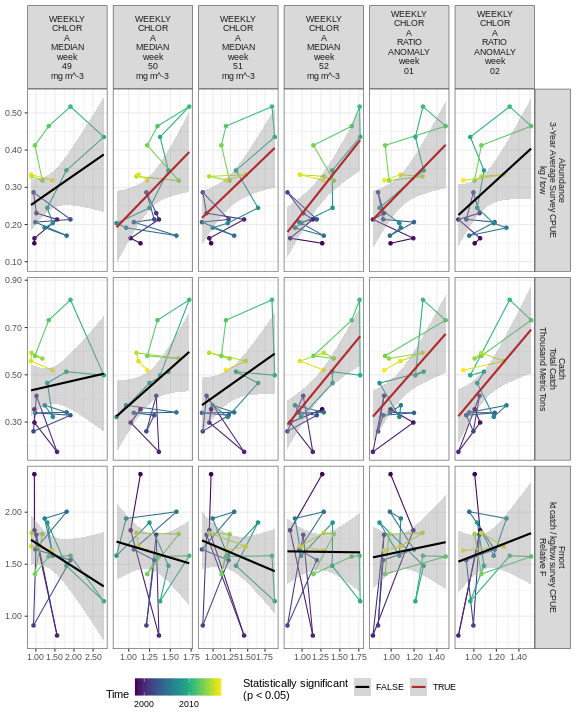 WEEKLY
CHLOR
A
MEDIAN
week
49
mg m^-3
WEEKLY
CHLOR
A
MEDIAN
week
50
mg m^-3
WEEKLY
CHLOR
A
MEDIAN
week
51
mg m^-3
WEEKLY
CHLOR
A
MEDIAN
week
52
mg m^-3
WEEKLY
CHLOR
A
RATIO
ANOMALY
week
01
WEEKLY
CHLOR
A
RATIO
ANOMALY
week
02
0.50
0.40
0.30
0.20
0.10
Abundance
3-Year Average Survey CPUE
kg / tow
0.90
0.70
0.50
0.30
Catch
Total Catch
Thousand Metric Tons
2.00
1.50
1.00
Fmort
kt catch / kg/tow survey CPUE
Relative F
1.00 1.50 2.00 2.50
1.00 1.25 1.50 1.75
1.00 1.25 1.50 1.75
1.00 1.25 1.50 1.75
1.00 1.20 1.40
1.00 1.20 1.40
Time
2000 2010
Statistically significant
(p < 0.05)
FALSE
TRUE